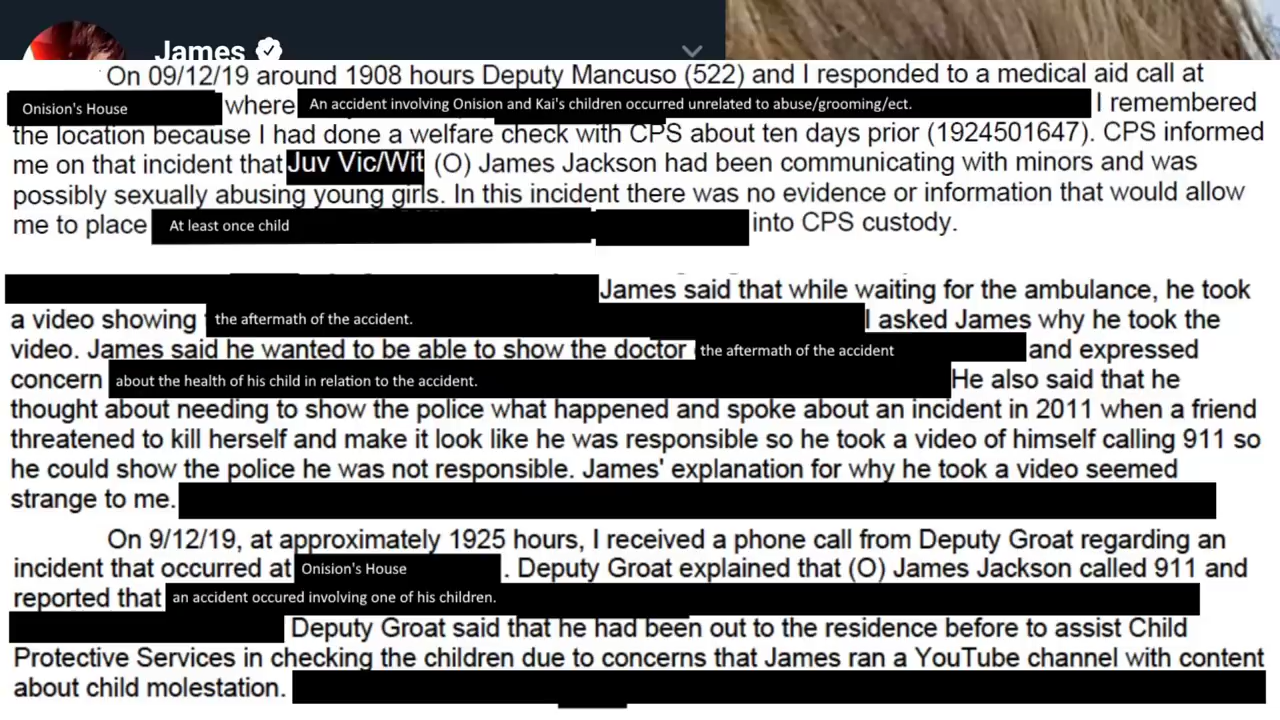 James
On 09/12/19 around 1908 hours Deputy Mancuso (522) and I responded to a medical aid call at
Onision's House where An accident involving Onision and Kai's children occurred unrelated to abuse/grooming/ect. I remembered
the location because I had done a welfare check with CPS about ten days prior (1924501647). CPS informed
me on that incident that Juv Vic/Wit (O) James Jackson had been communicating with minors and was
possibly sexually abusing young girls. In this incident there was no evidence or information that would allow
me to place At least once child into CPS custody.
James said that while waiting for the ambulance, he took
a video showing the aftermath of the accident. I asked James why he took the
video. James said he wanted to be able to show the doctor the aftermath of the accident and expressed
concern about the health of his child in relation to the accident. He also said that he
thought about needing to show the police what happened and spoke about an incident in 2011 when a friend
threatened to kill herself and make it look like he was responsible so he took a video of himself calling 911 so
he could show the police he was not responsible. James' explanation for why he took a video seemed
strange to me.
On 9/12/19, at approximately 1925 hours, I received a phone call from Deputy Groat regarding an
incident that occurred at Onision's House . Deputy Groat explained that (O) James Jackson called 911 and
reported that an accident occured involving one of his children.
Deputy Groat said that he had been out to the residence before to assist Child
Protective Services in checking the children due to concerns that James ran a YouTube channel with content
about child molestation.